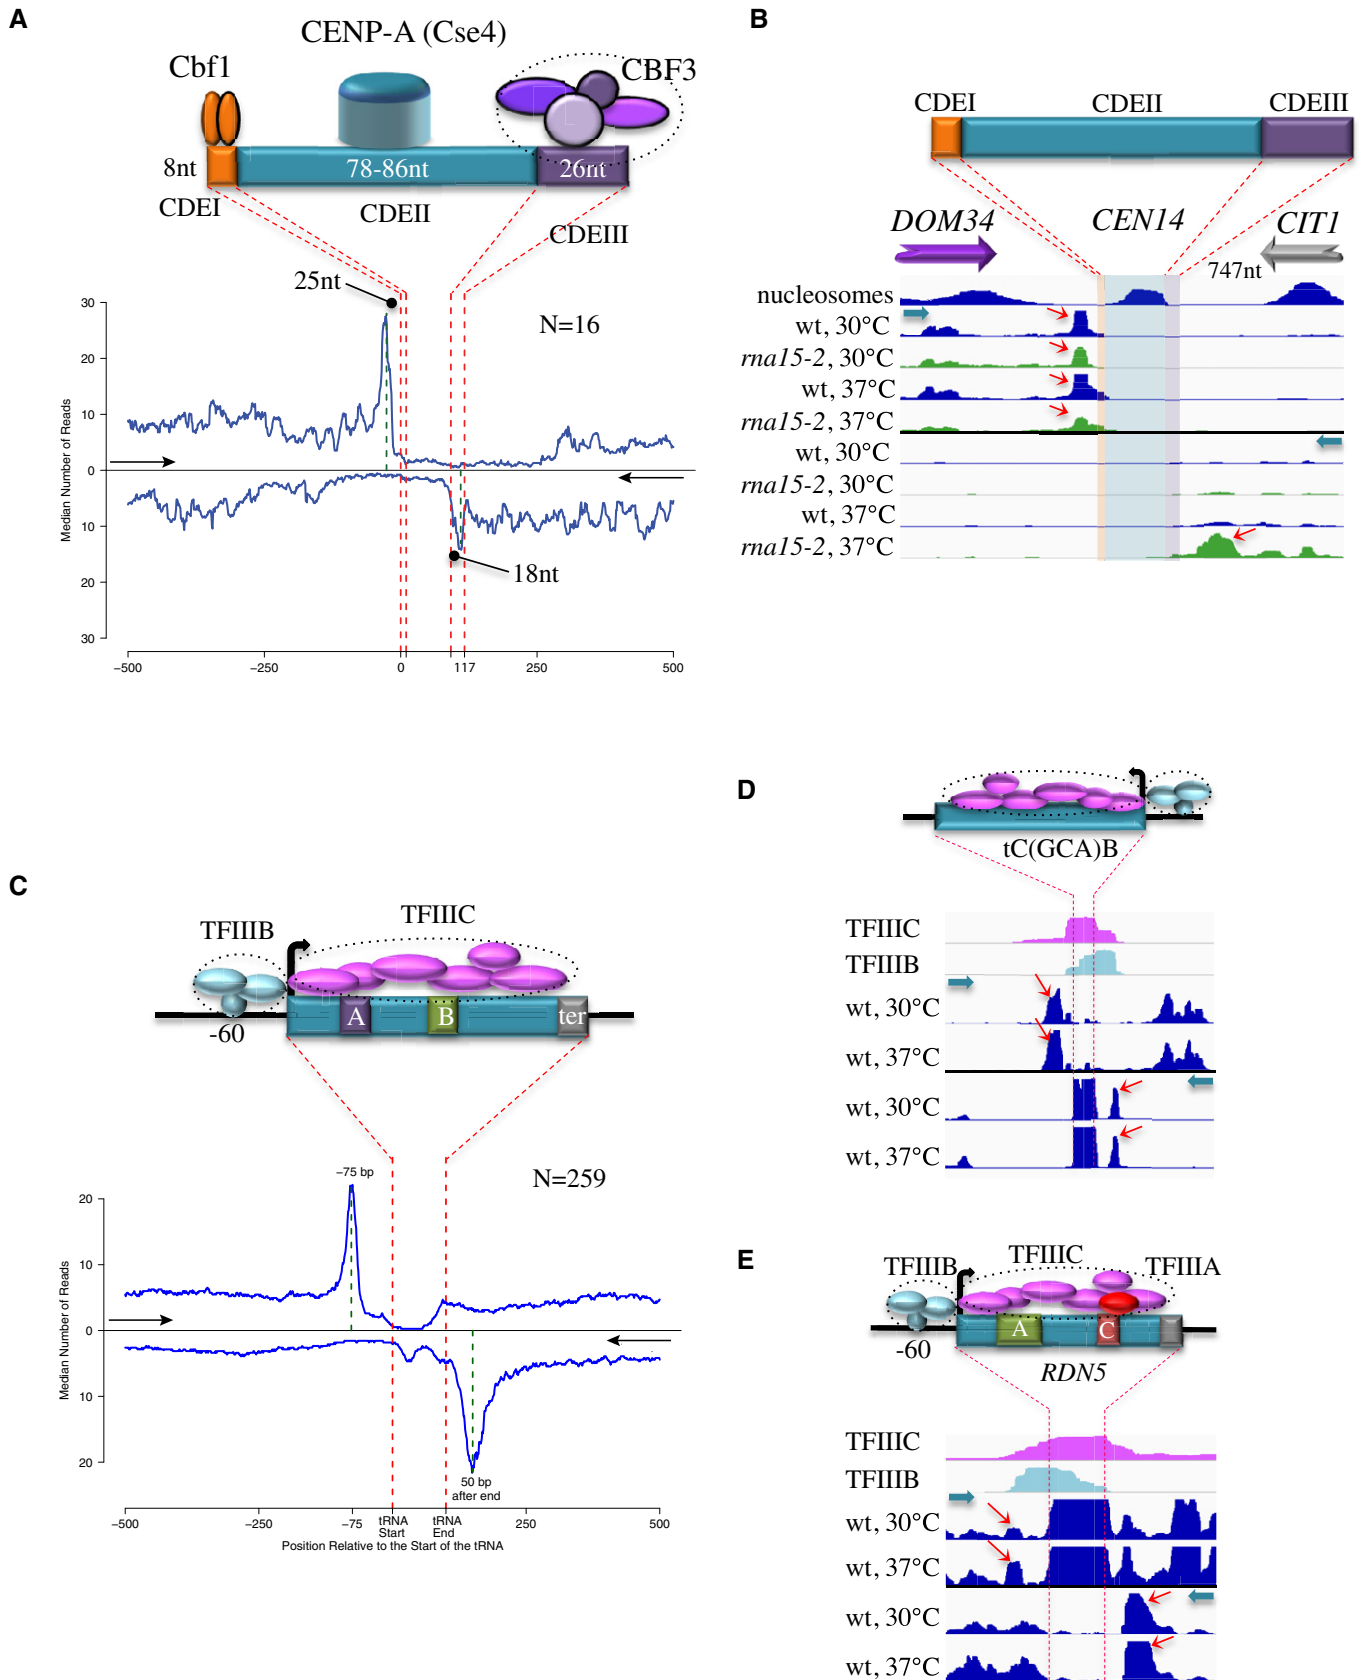 A
CENP-A (Cse4)
Cbf1
CBF3
8nt
78-86nt
26nt
CDEI
CDEII
CDEIII
25nt
N=16
30
20
10
0
10
20
30
Median Number of Reads
18nt
−500
−250
0
117
250
500
B
CDEI
CDEII
CDEIII
DOM34
CEN14
CIT1
747nt
nucleosomes
wt, 30°C
rna15-2, 30°C
wt, 37°C
rna15-2, 37°C
wt, 30°C
rna15-2, 30°C
wt, 37°C
rna15-2, 37°C
C
TFIIIB
TFIIIC
A
B
ter
-60
−75 bp
N=259
20
10
0
10
20
Median Number of Reads
50 bp
after end
−500
−250
−75
tRNA
Start
tRNA
End
250
500
Position Relative to the Start of the tRNA
D
tC(GCA)B
TFIIIC
TFIIIB
wt, 30°C
wt, 37°C
wt, 30°C
wt, 37°C
E
TFIIIB
TFIIIC
TFIIIA
A
C
-60
RDN5
TFIIIC
TFIIIB
wt, 30°C
wt, 37°C
wt, 30°C
wt, 37°C